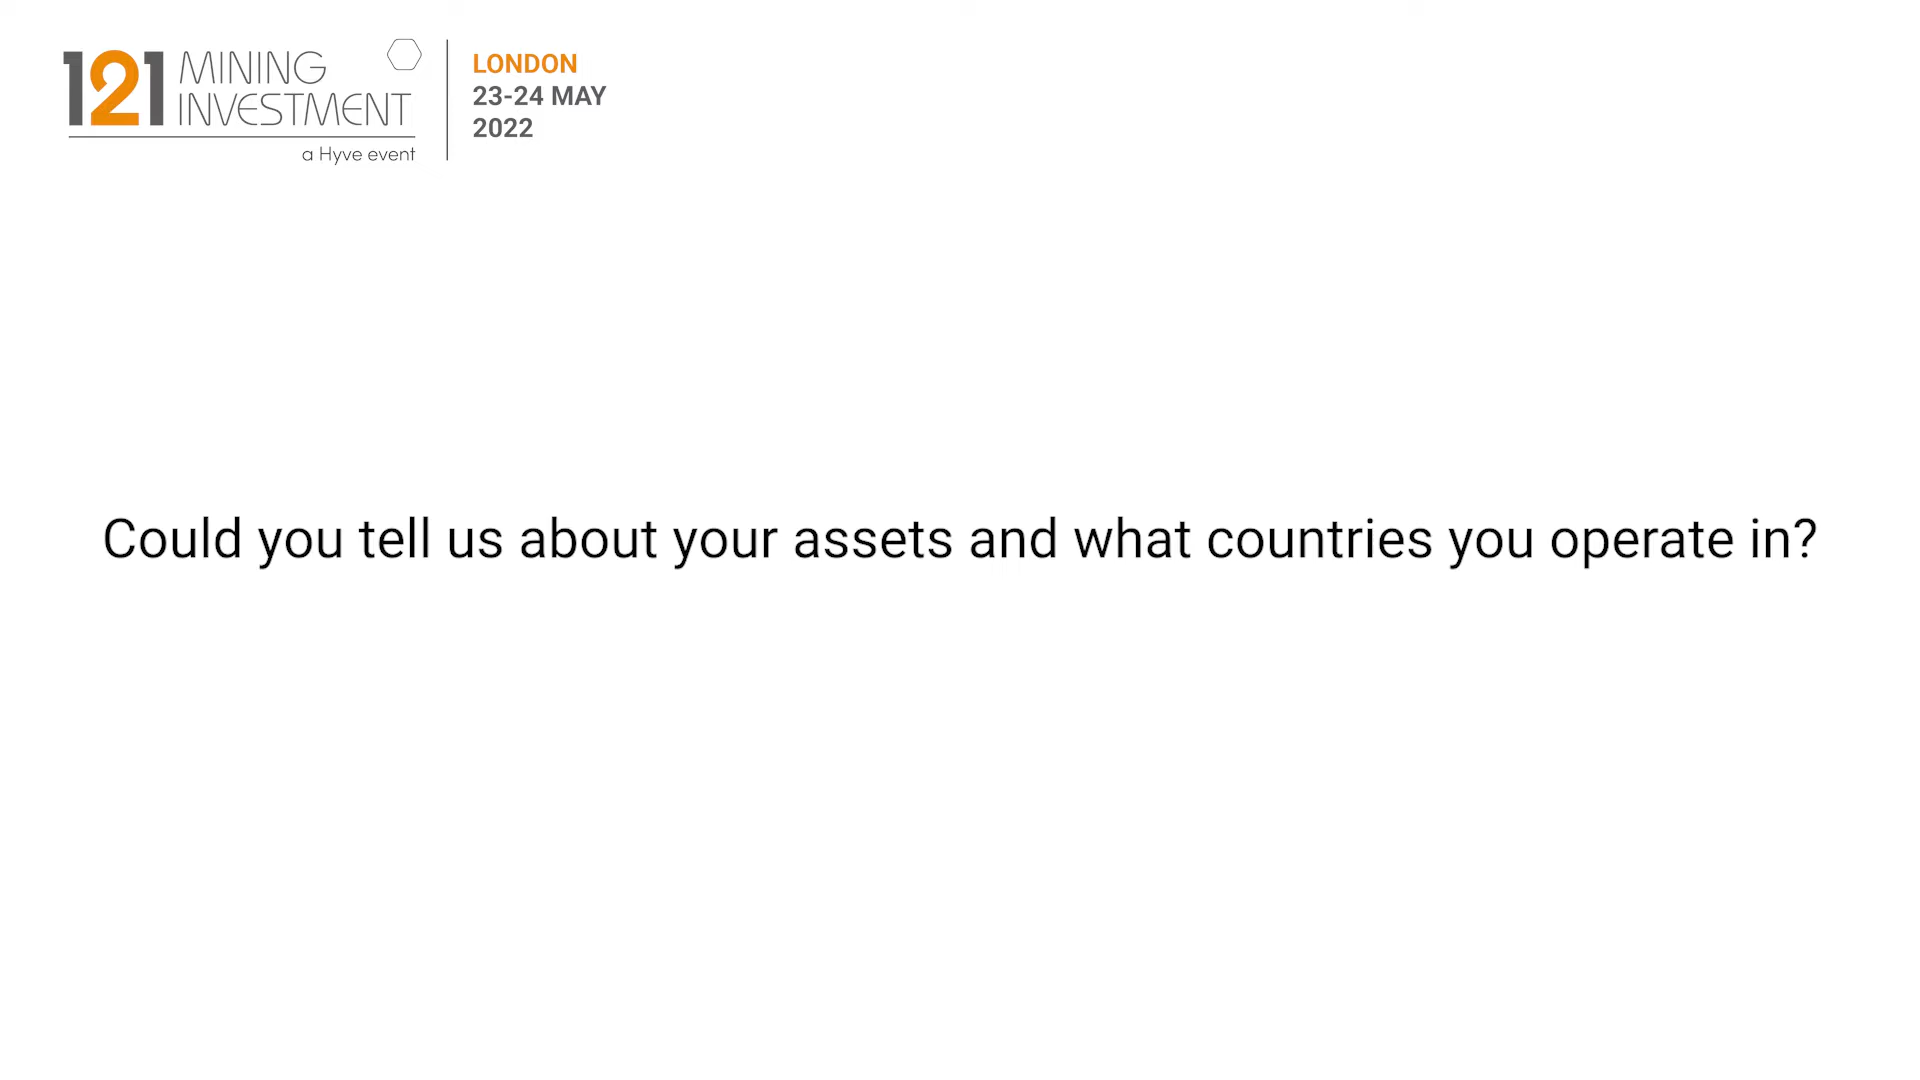 121 MINING
INVESTMENT
a Hyve event
LONDON
23-24 MAY
2022
Could you tell us about your assets and what countries you operate in?